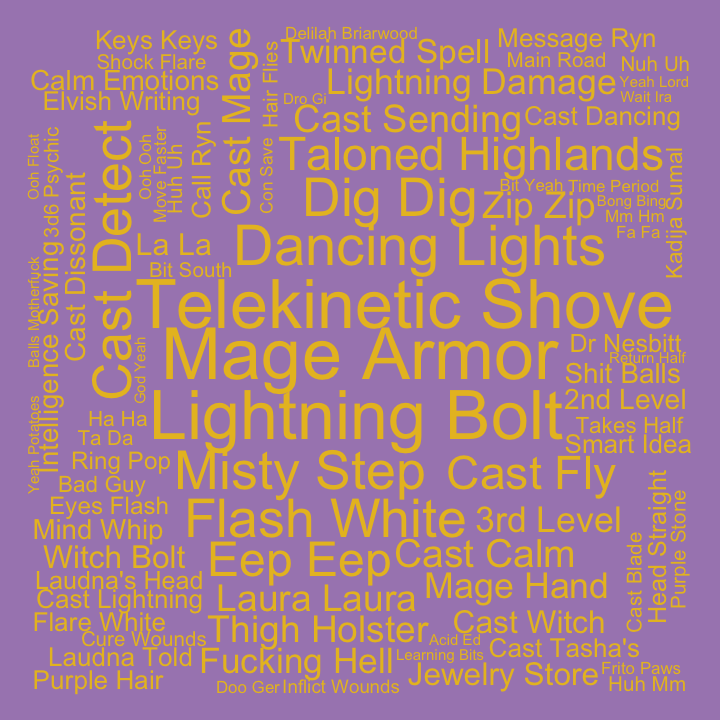 Delilah Briarwood
Keys Keys
Message Ryn
Twinned Spell
Main Road
Shock Flare
Nuh Uh
Calm Emotions
Cast Mage
Hair Flies
Lightning Damage
Yeah Lord
Elvish Writing
Dro Gi
Wait Ira
Cast Sending
Cast Dancing
Ooh Float
3d6 Psychic
Cast Detect
Ooh Ooh
Move Faster
Huh Uh
Call Ryn
Con Save
Taloned Highlands
Kadija Sumal
Dig Dig
Bit Yeah
Time Period
Zip Zip
Bong Bing
Mm Hm
Fa Fa
Cast Dissonant
La La
Dancing Lights
Intelligence Saving
Balls Motherfuck
Bit South
Telekinetic Shove
God Yeah
Mage Armor
Dr Nesbitt
Return Half
Shit Balls
Yeah Potatoes
Lightning Bolt
2nd Level
Ha Ha
Takes Half
Ta Da
Smart Idea
Ring Pop
Misty Step
Cast Fly
Bad Guy
Eyes Flash
Flash White
3rd Level
Head Straight
Purple Stone
Mind Whip
Cast Blade
Witch Bolt
Eep Eep
Cast Calm
Laudna's Head
Mage Hand
Cast Lightning
Laura Laura
Flare White
Thigh Holster
Cast Witch
Cure Wounds
Acid Ed
Cast Tasha's
Laudna Told
Fucking Hell
Learning Bits
Purple Hair
Jewelry Store
Frito Paws
Doo Ger
Inflict Wounds
Huh Mm